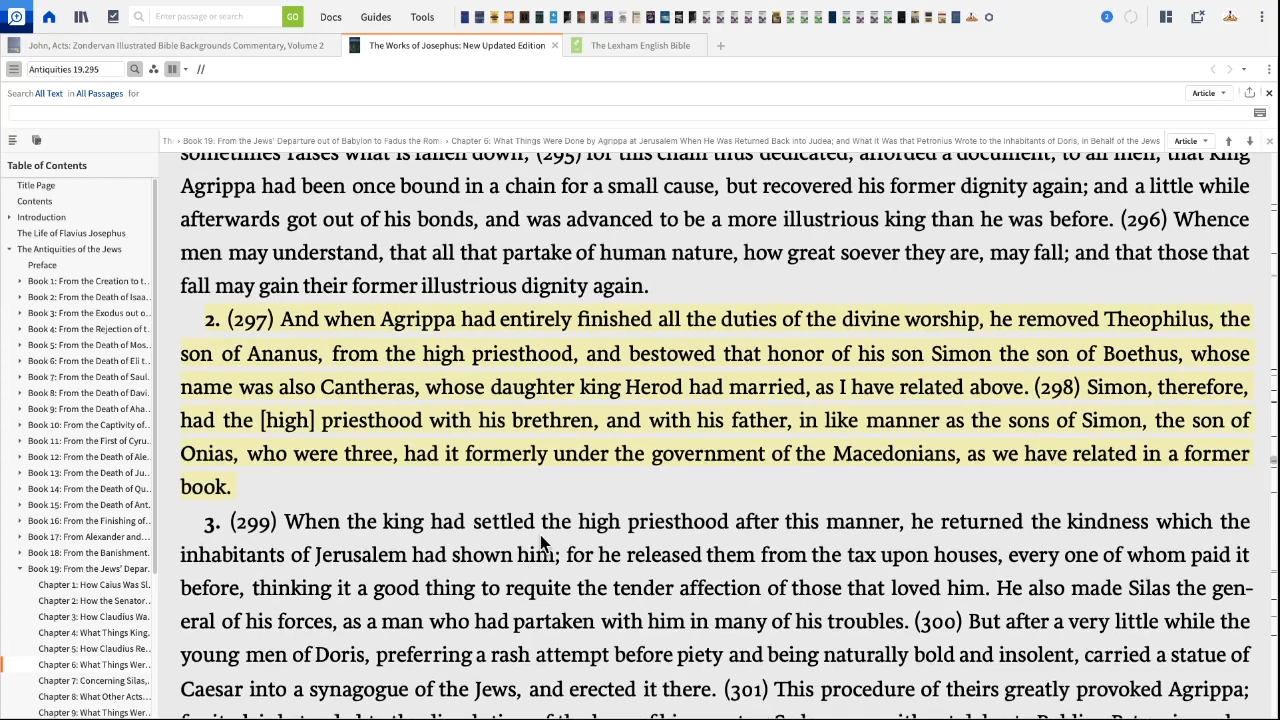 Enter passage or search
GO
Docs
Guides
Tools
2
John, Acts: Zondervan Illustrated Bible Backgrounds Commentary, Volume 2
The Works of Josephus: New Updated Edition
The Lexham English Bible
Antiquities 19.295
//
Search All Text in All Passages for
Article
Th › Book 19: From the Jews' Departure out of Babylon to Fadus the Rom › Chapter 6: What Things Were Done by Agrippa at Jerusalem When He Was Returned Back into Judea; and What It Was that Petronius Wrote to the Inhabitants of Doris, in Behalf of the Jews
Article
Table of Contents
Title Page
Contents
Introduction
The Life of Flavius Josephus
The Antiquities of the Jews
Preface
Book 1: From the Creation to t...
Book 2: From the Death of Isaa...
Book 3: From the Exodus out o...
Book 4: From the Rejection of t...
Book 5: From the Death of Mos...
Book 6: From the Death of Eli t...
Book 7: From the Death of Saul...
Book 8: From the Death of Davi...
Book 9: From the Death of Aha...
Book 10: From the Captivity of...
Book 11: From the First of Cyru...
Book 12: From the Death of Ale...
Book 13: From the Death of Ju...
Book 14: From the Death of Qu...
Book 15: From the Death of Ant...
Book 16: From the Finishing of...
Book 17: From Alexander and...
Book 18: From the Banishment...
Book 19: From the Jews' Depar...
Chapter 1: How Caius Was Sl...
Chapter 2: How the Senator...
Chapter 3: How Claudius Wa...
Chapter 4: What Things King...
Chapter 5: How Claudius Re...
Chapter 6: What Things Wer...
Chapter 7: Concerning Silas,...
Chapter 8: What Other Acts...
Chapter 9: What Things Wer...
sometimes raises what is fallen down; (295) for this chain thus dedicated, afforded a document, to all men, that king
Agrippa had been once bound in a chain for a small cause, but recovered his former dignity again; and a little while
afterwards got out of his bonds, and was advanced to be a more illustrious king than he was before. (296) Whence
men may understand, that all that partake of human nature, how great soever they are, may fall; and that those that
fall may gain their former illustrious dignity again.
2. (297) And when Agrippa had entirely finished all the duties of the divine worship, he removed Theophilus, the
son of Ananus, from the high priesthood, and bestowed that honor of his son Simon the son of Boethus, whose
name was also Cantheras, whose daughter king Herod had married, as I have related above. (298) Simon, therefore,
had the [high] priesthood with his brethren, and with his father, in like manner as the sons of Simon, the son of
Onias, who were three, had it formerly under the government of the Macedonians, as we have related in a former
book.
3. (299) When the king had settled the high priesthood after this manner, he returned the kindness which the
inhabitants of Jerusalem had shown him; for he released them from the tax upon houses, every one of whom paid it
before, thinking it a good thing to requite the tender affection of those that loved him. He also made Silas the gen-
eral of his forces, as a man who had partaken with him in many of his troubles. (300) But after a very little while the
young men of Doris, preferring a rash attempt before piety and being naturally bold and insolent, carried a statue of
Caesar into a synagogue of the Jews, and erected it there. (301) This procedure of theirs greatly provoked Agrippa;